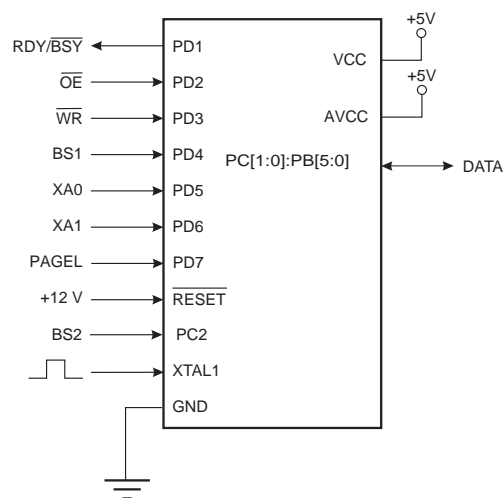 RDY/BSY PD1
OE PD2
WR PD3
BS1 PD4
XA0 PD5
XA1 PD6
PAGEL PD7
+12 V RESET
BS2 PC2
XTAL1
GND
+5V
VCC
+5V
AVCC
PC[1:0]:PB[5:0]
DATA